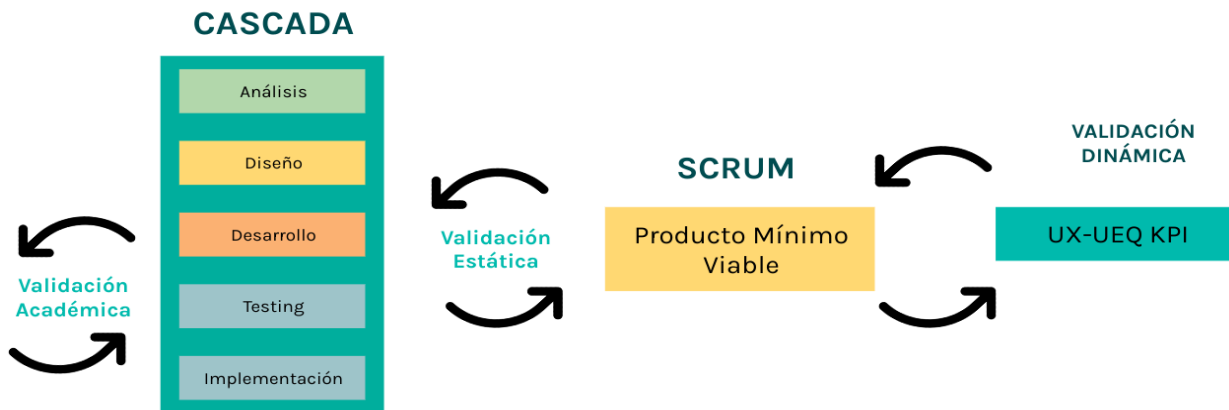 CASCADA
Análisis
Diseño
Desarrollo
Testing
Implementación
Validación
Académica
Validación
Estática
SCRUM
Producto Mínimo
Viable
VALIDACIÓN
DINÁMICA
UX-UEQ KPI